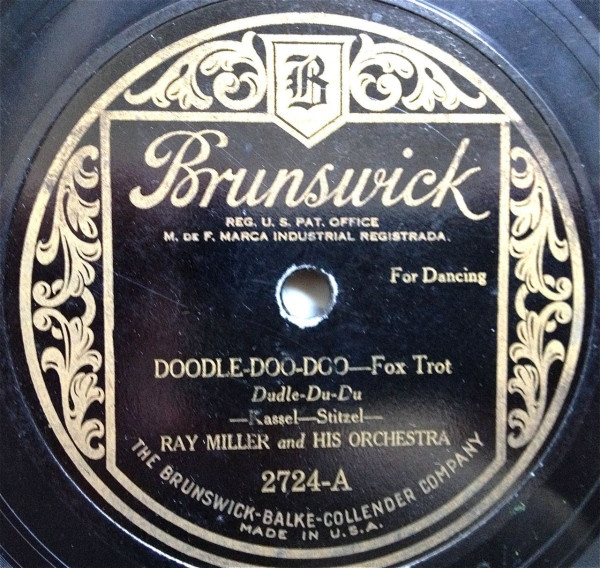 B
Brunswick
REG. U. S. PAT. OFFICE
M. DE F. MARCA INDUSTRIAL REGISTRADA.
For Dancing
DOODLE-DOO-DOO—Fox Trot
Dudle-Du-Du
—Kassel—Stitzel—
RAY MILLER and HIS ORCHESTRA
2724-A
THE BRUNSWICK-BALKE-COLLENDER COMPANY
MADE IN U.S.A.